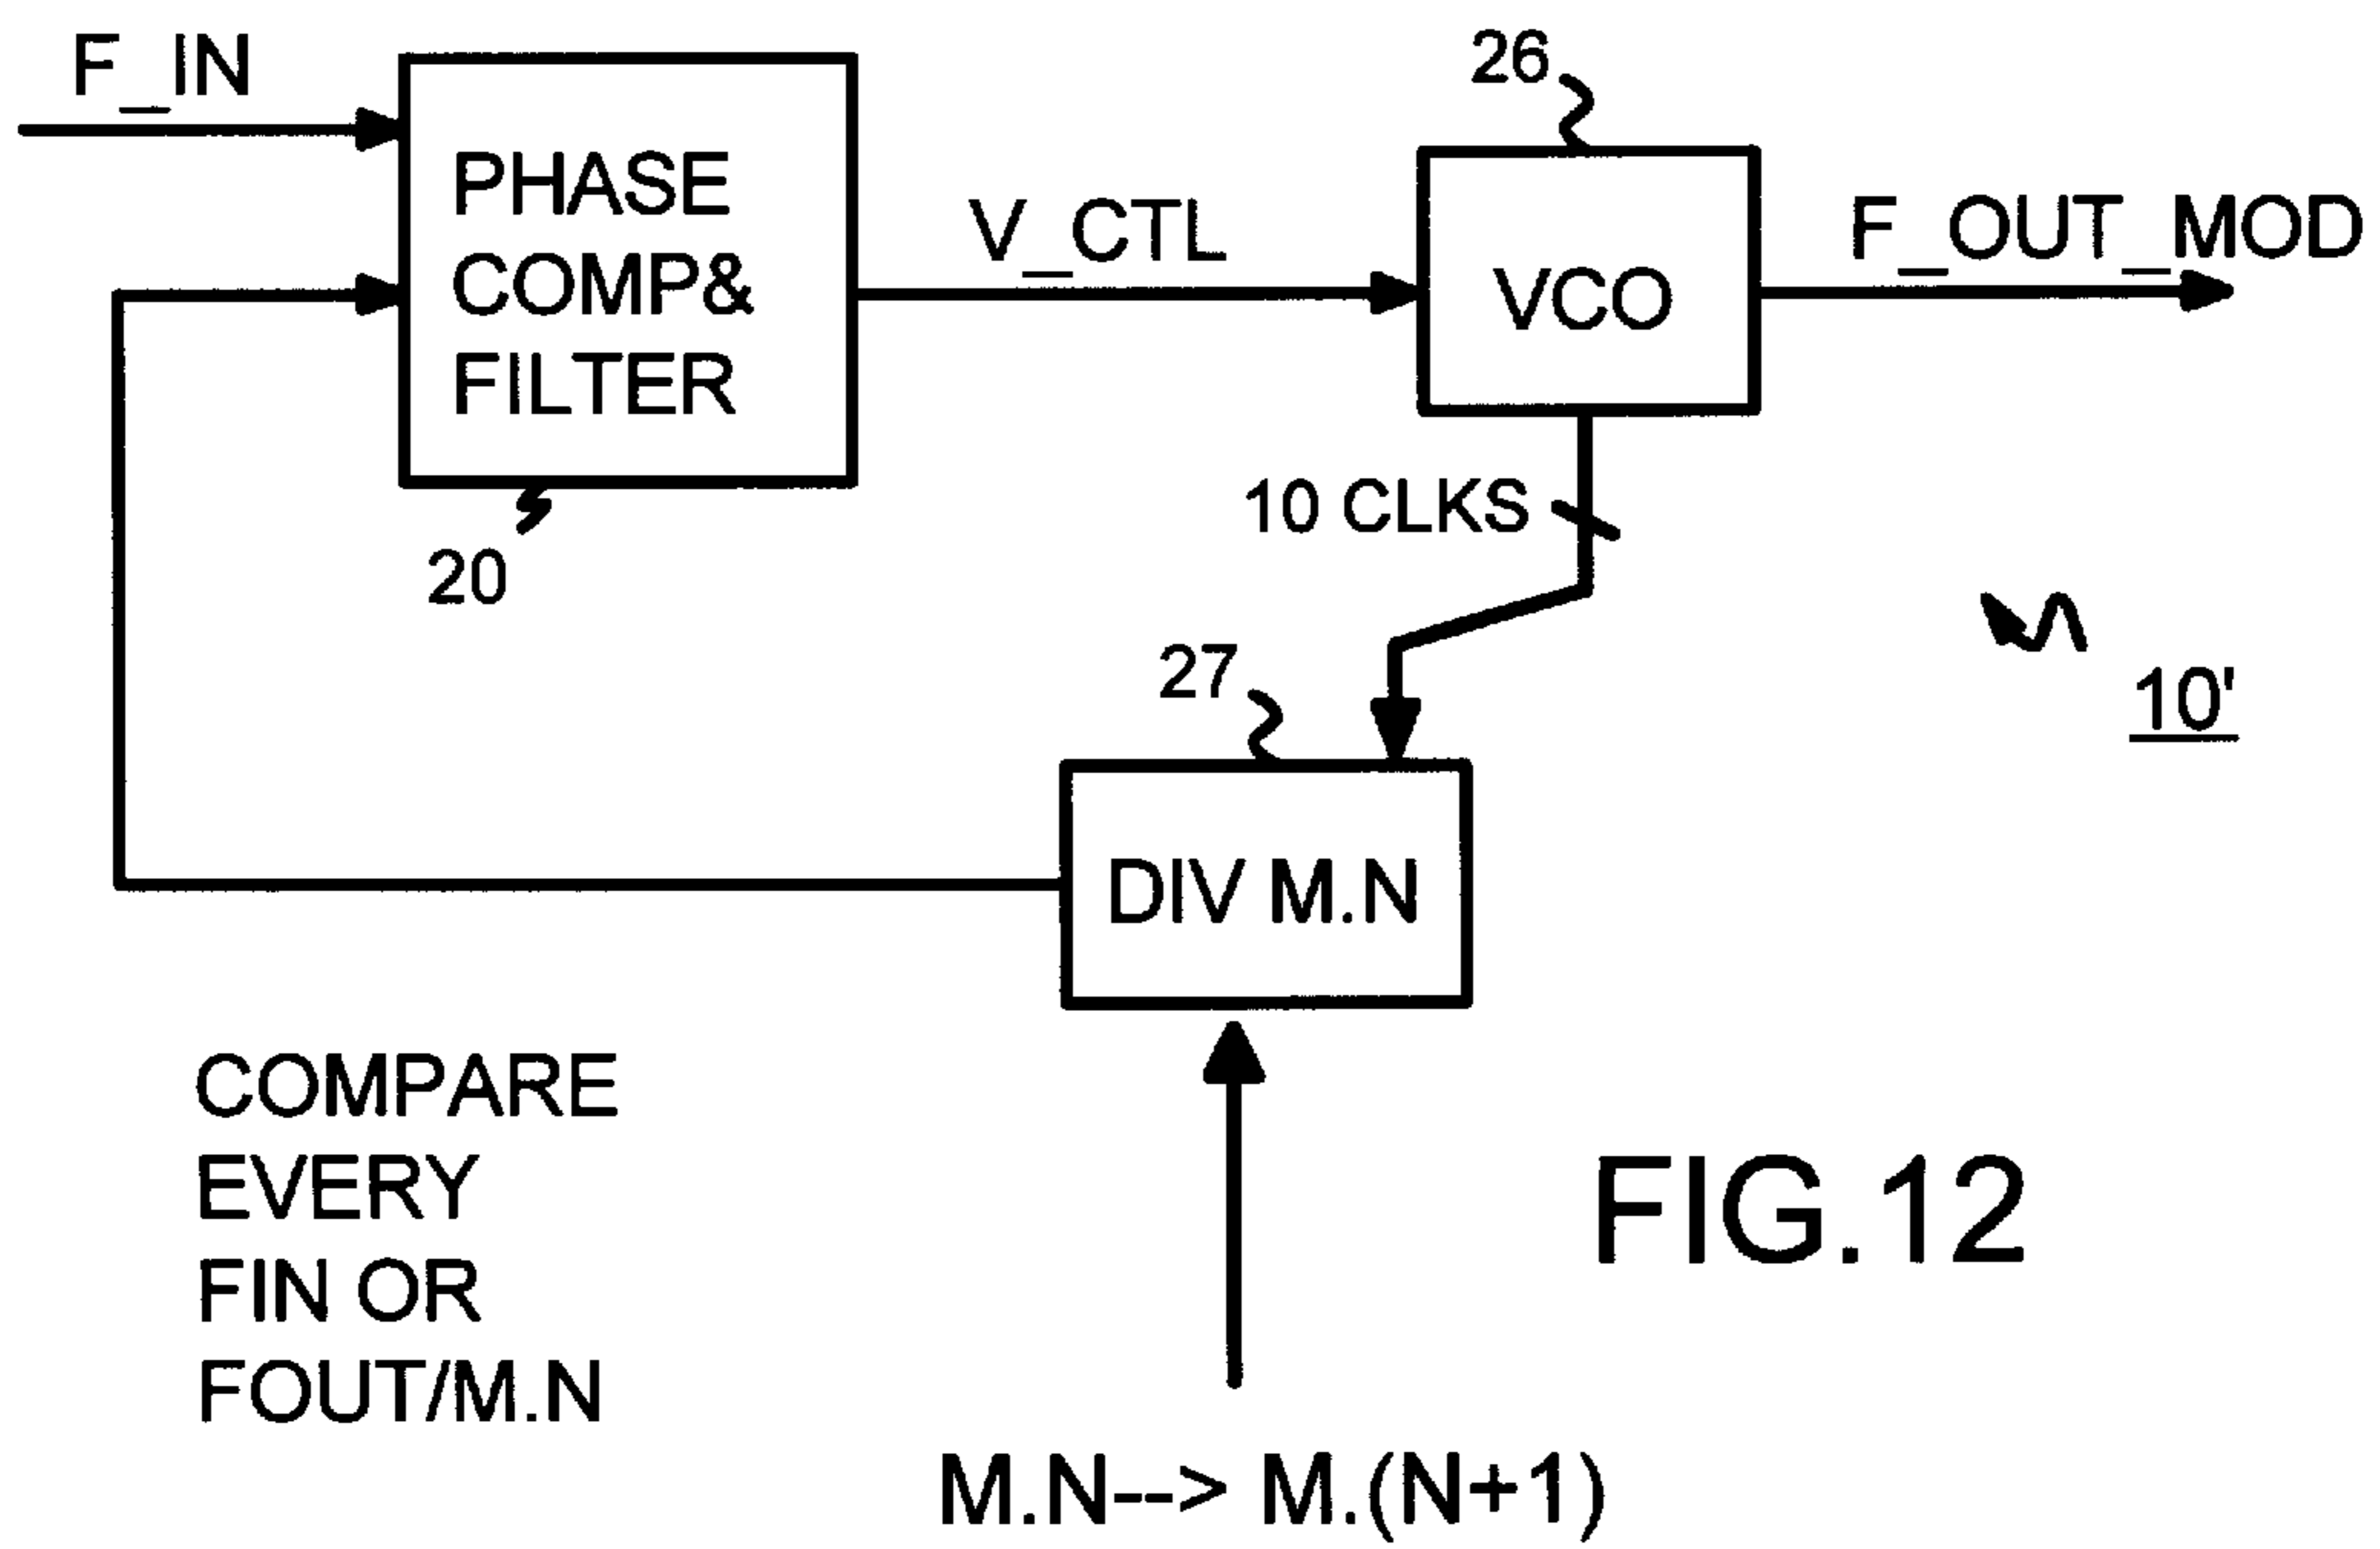 F_IN
26
PHASE
COMP&
FILTER
V_CTL
VCO
F_OUT_MOD
10 CLKS
20
27
10'
DIV M.N
COMPARE
EVERY
FIN OR
FOUT/M.N
FIG.12
M.N--> M.(N+1)